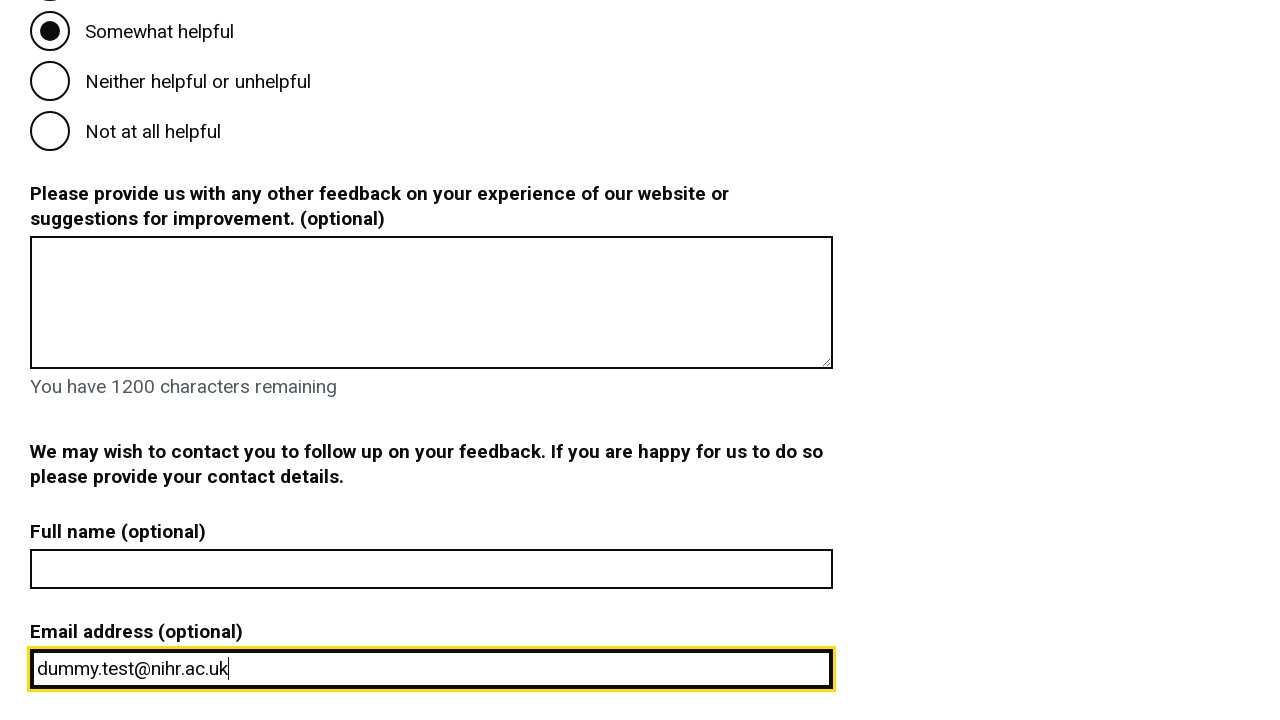 Somewhat helpful
Neither helpful or unhelpful
Not at all helpful
Please provide us with any other feedback on your experience of our website or
suggestions for improvement. (optional)
You have 1200 characters remaining
We may wish to contact you to follow up on your feedback. If you are happy for us to do so
please provide your contact details.
Full name (optional)
Email address (optional)
dummy.test@nihr.ac.uk